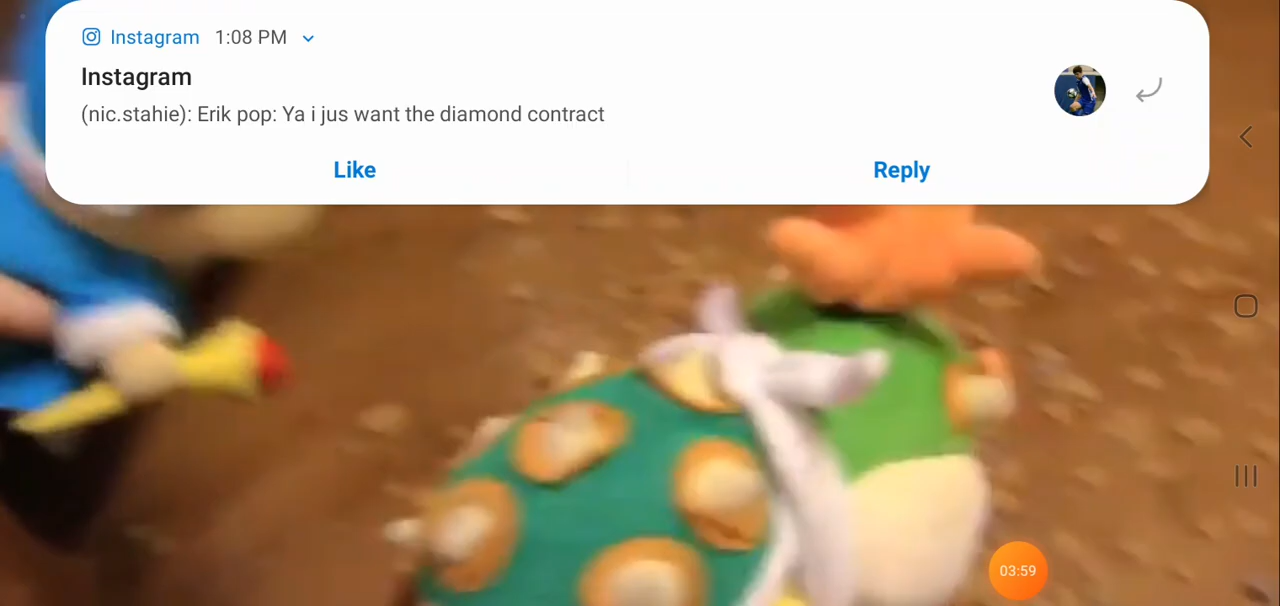 Instagram 1:08 PM
Instagram
(nic.stahie): Erik pop: Ya i jus want the diamond contract
Like Reply
03:59